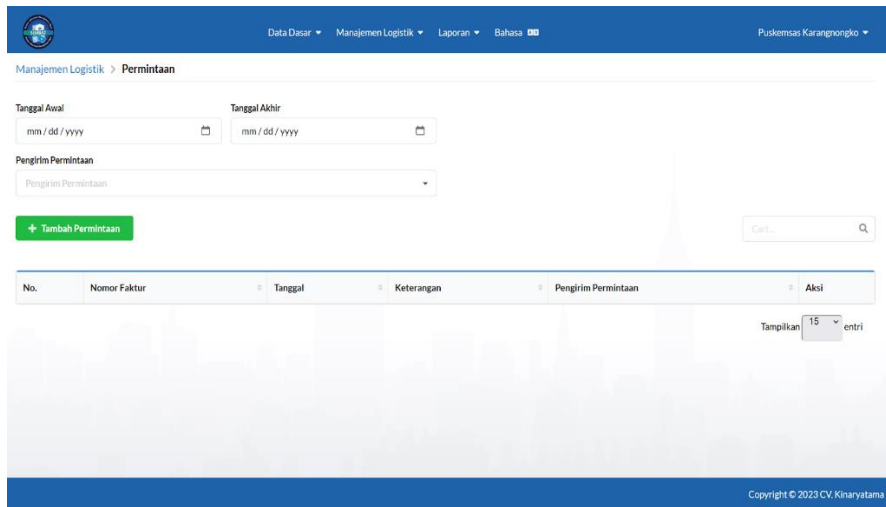 Data Dasar Manajemen Logistik Laporan Bahasa Puskemsas Karangnongko
Manajemen Logistik > Permintaan
Tanggal Awal Tanggal Akhir
mm / dd / yyyy mm / dd / yyyy
Pengirim Permintaan
Pengirim Permintaan
+ Tambah Permintaan
No. Nomor Faktur Tanggal Keterangan Pengirim Permintaan Aksi
Tampilkan 15 entri
Copyright © 2023 CV. Kinaryatama